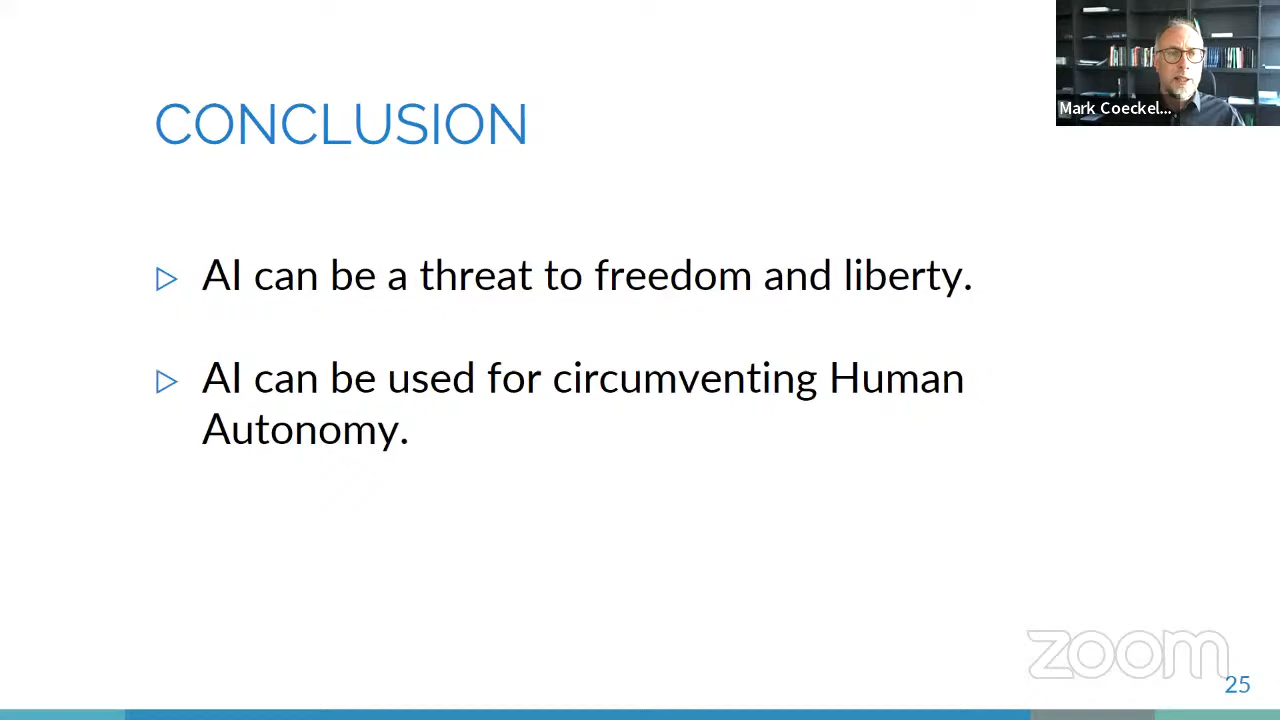 Mark Coeckel...
CONCLUSION
▷ AI can be a threat to freedom and liberty.
▷ AI can be used for circumventing Human
Autonomy.
zoom
25